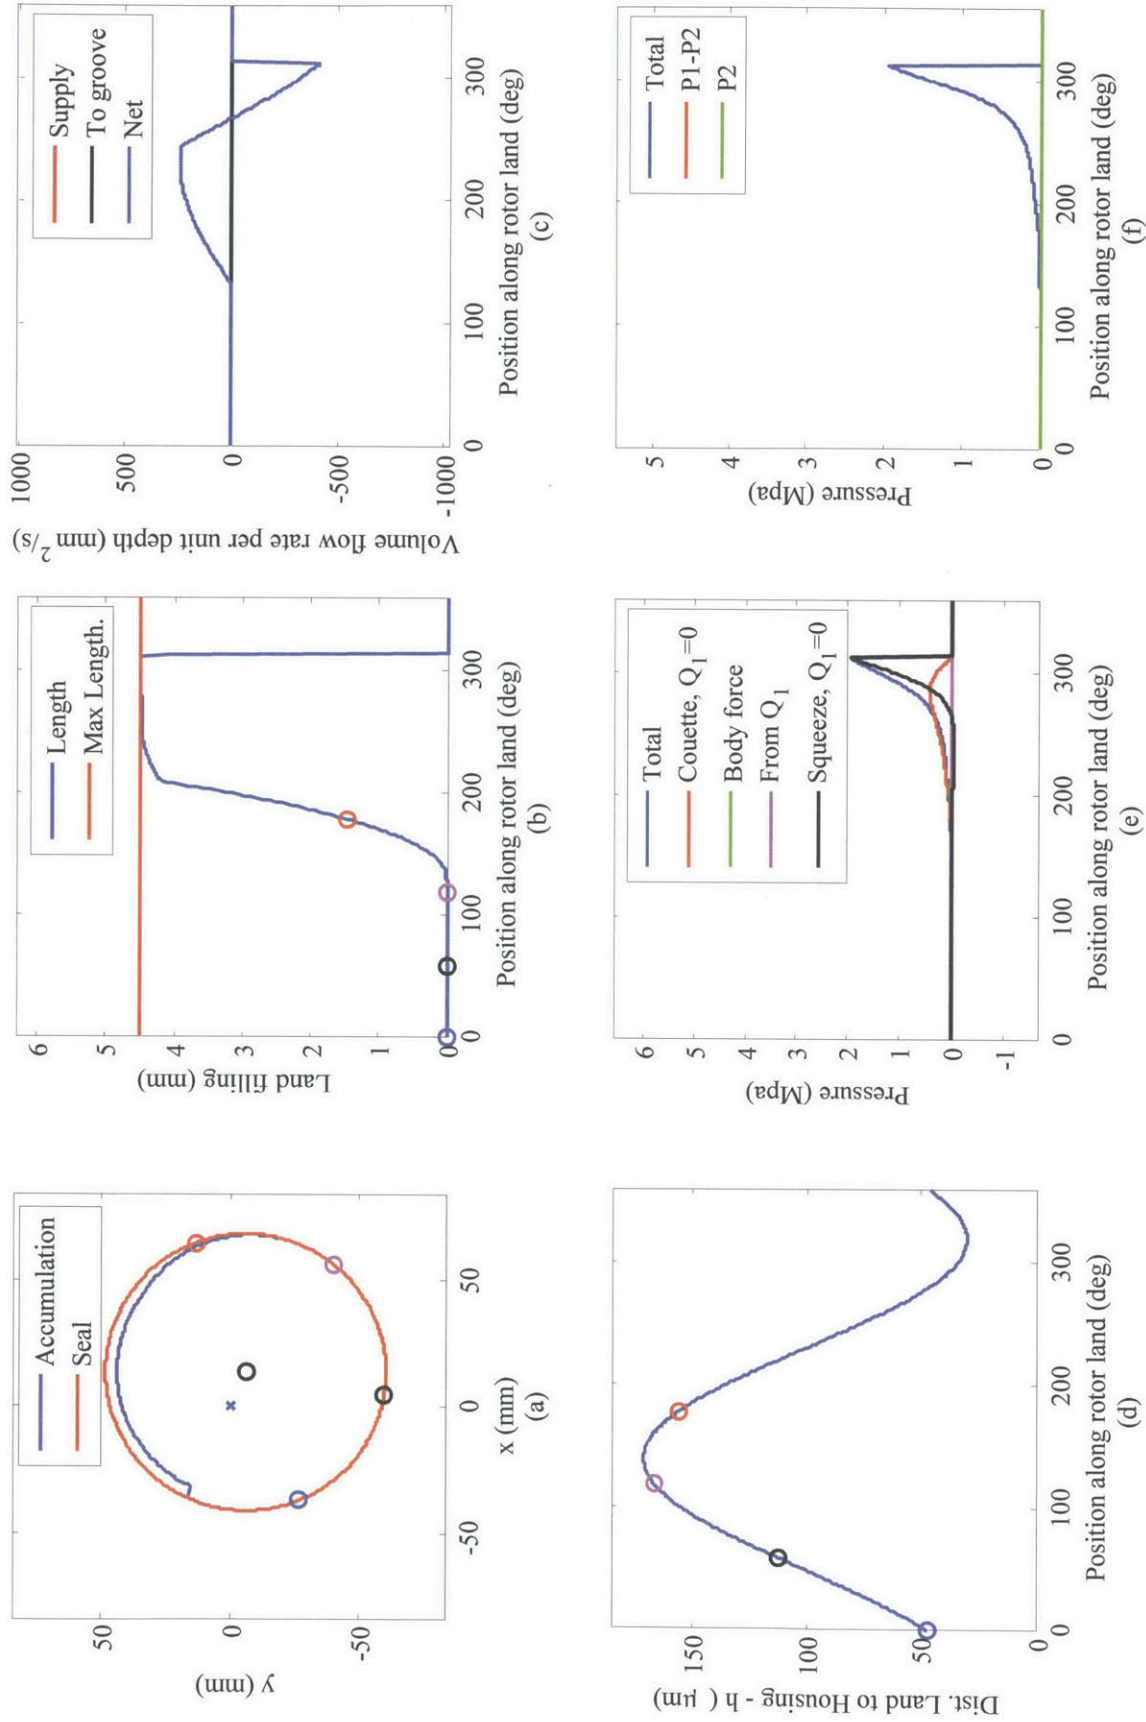 Accumulation
Seal
50
0
-50
y (mm)
-50
0
50
x (mm)
(a)
Length
Max Length.
6
5
4
3
2
1
0
Land filling (mm)
0
100
200
300
Position along rotor land (deg)
(b)
Supply
To groove
Net
1000
500
0
-500
-1000
Volume flow rate per unit depth (mm²/s)
0
100
200
300
Position along rotor land (deg)
(c)
150
100
50
0
Dist. Land to Housing - h ( μm)
0
100
200
300
Position along rotor land (deg)
(d)
Total
Couette, Q₁=0
Body force
From Q₁
Squeeze, Q₁=0
6
5
4
3
2
1
0
-1
Pressure (Mpa)
0
100
200
300
Position along rotor land (deg)
(e)
Total
P1-P2
P2
5
4
3
2
1
0
Pressure (Mpa)
0
100
200
300
Position along rotor land (deg)
(f)